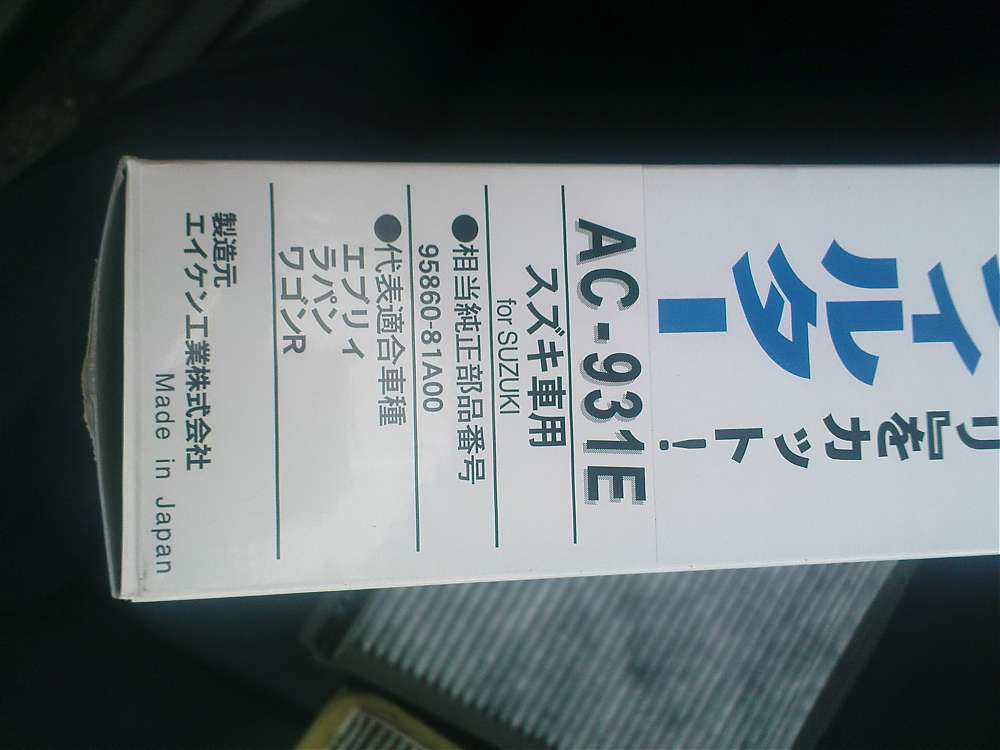 ィルター
』をカット!
AC-931E
スズキ車用
for SUZUKI
●相当純正部品番号
95860-81A00
●代表適合車種
エブリィ
ラパン
ワゴンR
製造元
エイケン工業株式会社
Made in Japan